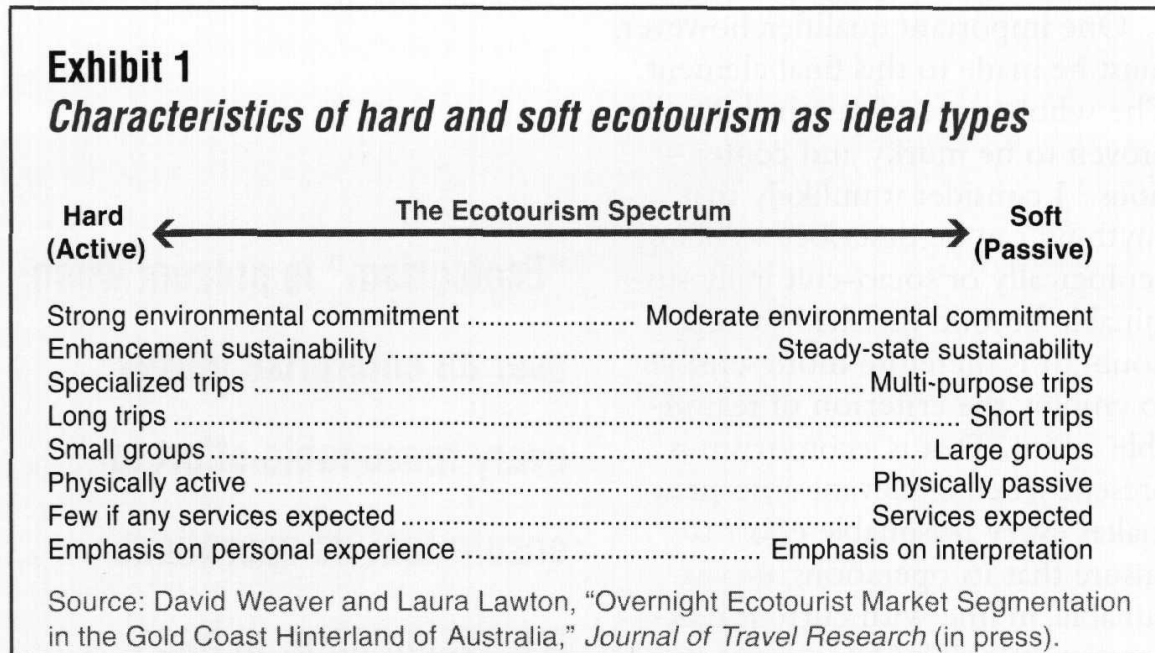 Exhibit 1
Characteristics of hard and soft ecotourism as ideal types
Hard (Active) The Ecotourism Spectrum Soft (Passive)
Strong environmental commitment .................... Moderate environmental commitment
Enhancement sustainability ............................................ Steady-state sustainability
Specialized trips ........................................................................ Multi-purpose trips
Long trips .............................................................................................. Short trips
Small groups ........................................................................................ Large groups
Physically active ........................................................................ Physically passive
Few if any services expected ...................................................... Services expected
Emphasis on personal experience .............................. Emphasis on interpretation
Source: David Weaver and Laura Lawton, “Overnight Ecotourist Market Segmentation
in the Gold Coast Hinterland of Australia,” Journal of Travel Research (in press).